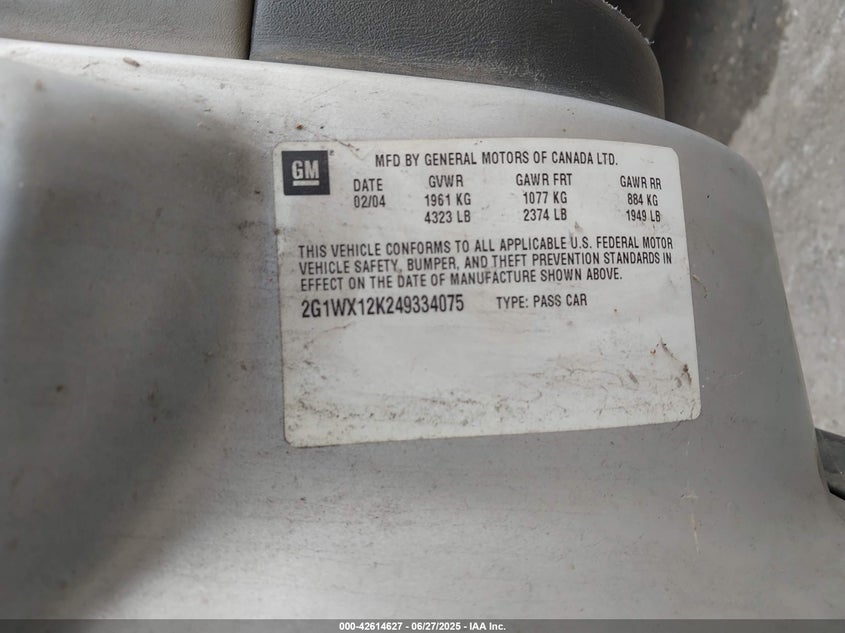 GM
MFD BY GENERAL MOTORS OF CANADA LTD.
DATE GVWR GAWR FRT GAWR RR
02/04 1961 KG 1077 KG 884 KG
4323 LB 2374 LB 1949 LB
THIS VEHICLE CONFORMS TO ALL APPLICABLE U.S. FEDERAL MOTOR
VEHICLE SAFETY, BUMPER, AND THEFT PREVENTION STANDARDS IN
EFFECT ON THE DATE OF MANUFACTURE SHOWN ABOVE.
2G1WX12K249334075 TYPE: PASS CAR
000-42614627 - 06/27/2025 - IAA Inc.